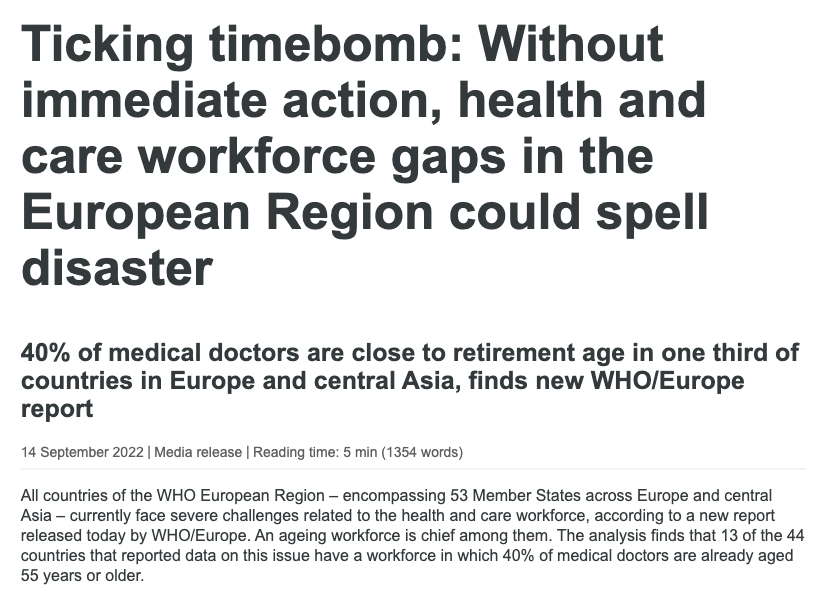 Ticking timebomb: Without
immediate action, health and
care workforce gaps in the
European Region could spell
disaster
40% of medical doctors are close to retirement age in one third of
countries in Europe and central Asia, finds new WHO/Europe
report
14 September 2022 | Media release | Reading time: 5 min (1354 words)
All countries of the WHO European Region – encompassing 53 Member States across Europe and central
Asia – currently face severe challenges related to the health and care workforce, according to a new report
released today by WHO/Europe. An ageing workforce is chief among them. The analysis finds that 13 of the 44
countries that reported data on this issue have a workforce in which 40% of medical doctors are already aged
55 years or older.